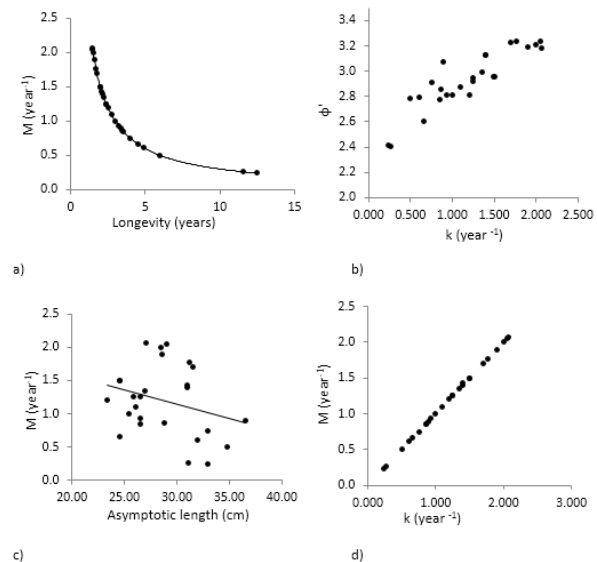 2.5
2.0
1.5
1.0
0.5
0.0
M (year⁻¹)
0 5 10 15
Longevity (years)
a)
3.4
3.2
3.0
2.8
2.6
2.4
2.2
2.0
ϕ'
0.000 0.500 1.000 1.500 2.000 2.500
k (year ⁻¹)
b)
2.5
2.0
1.5
1.0
0.5
0.0
M (year⁻¹)
20.00 25.00 30.00 35.00 40.00
Asymptotic length (cm)
c)
2.5
2.0
1.5
1.0
0.5
0.0
M (year⁻¹)
0.000 1.000 2.000 3.000
k (year ⁻¹)
d)